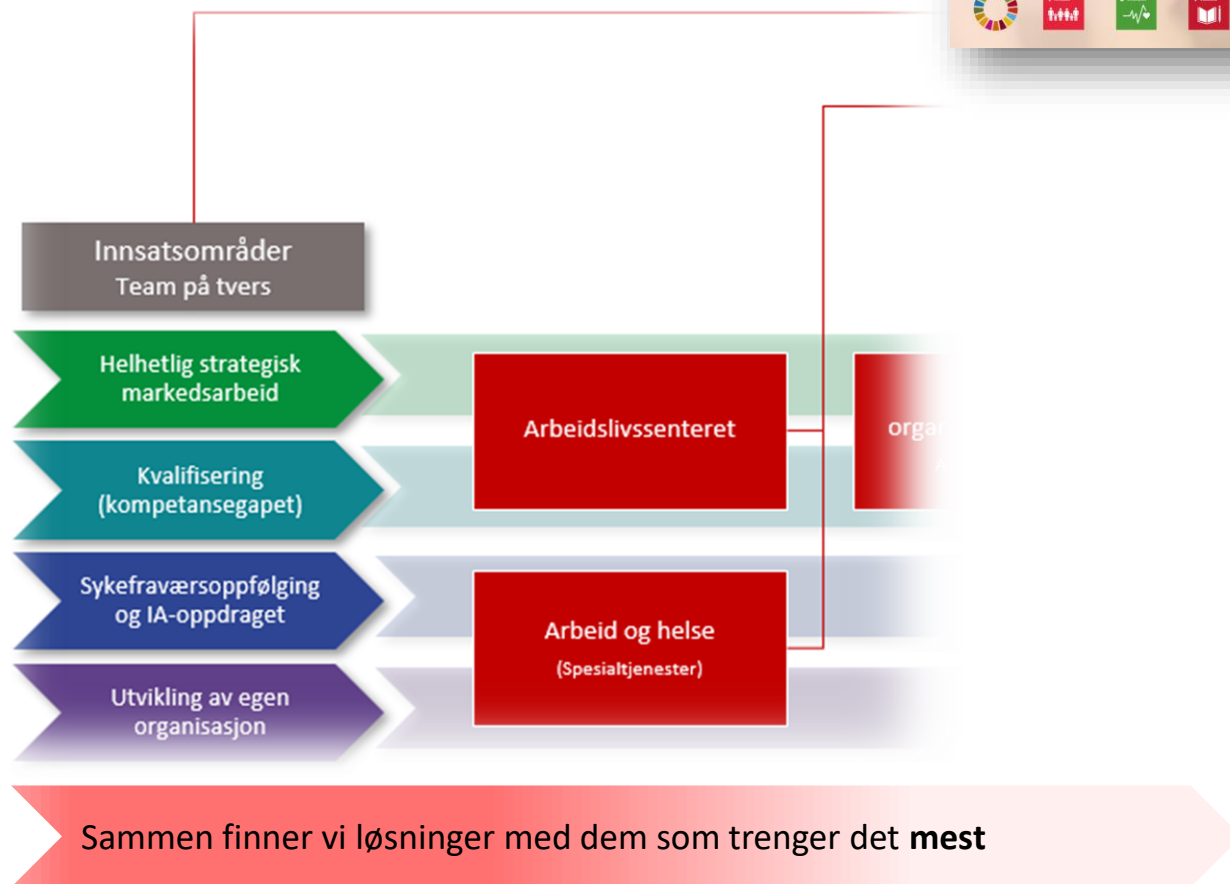 Innsatsområder
Team på tvers
Helhetlig strategisk
markedsarbeid
Arbeidslivssenteret
Kvalifisering
(kompetansegapet)
Sykefraværsoppfølging
og IA-oppdraget
Arbeid og helse
(Spesialtjenester)
Utvikling av egen
organisasjon
Sammen finner vi løsninger med dem som trenger det mest